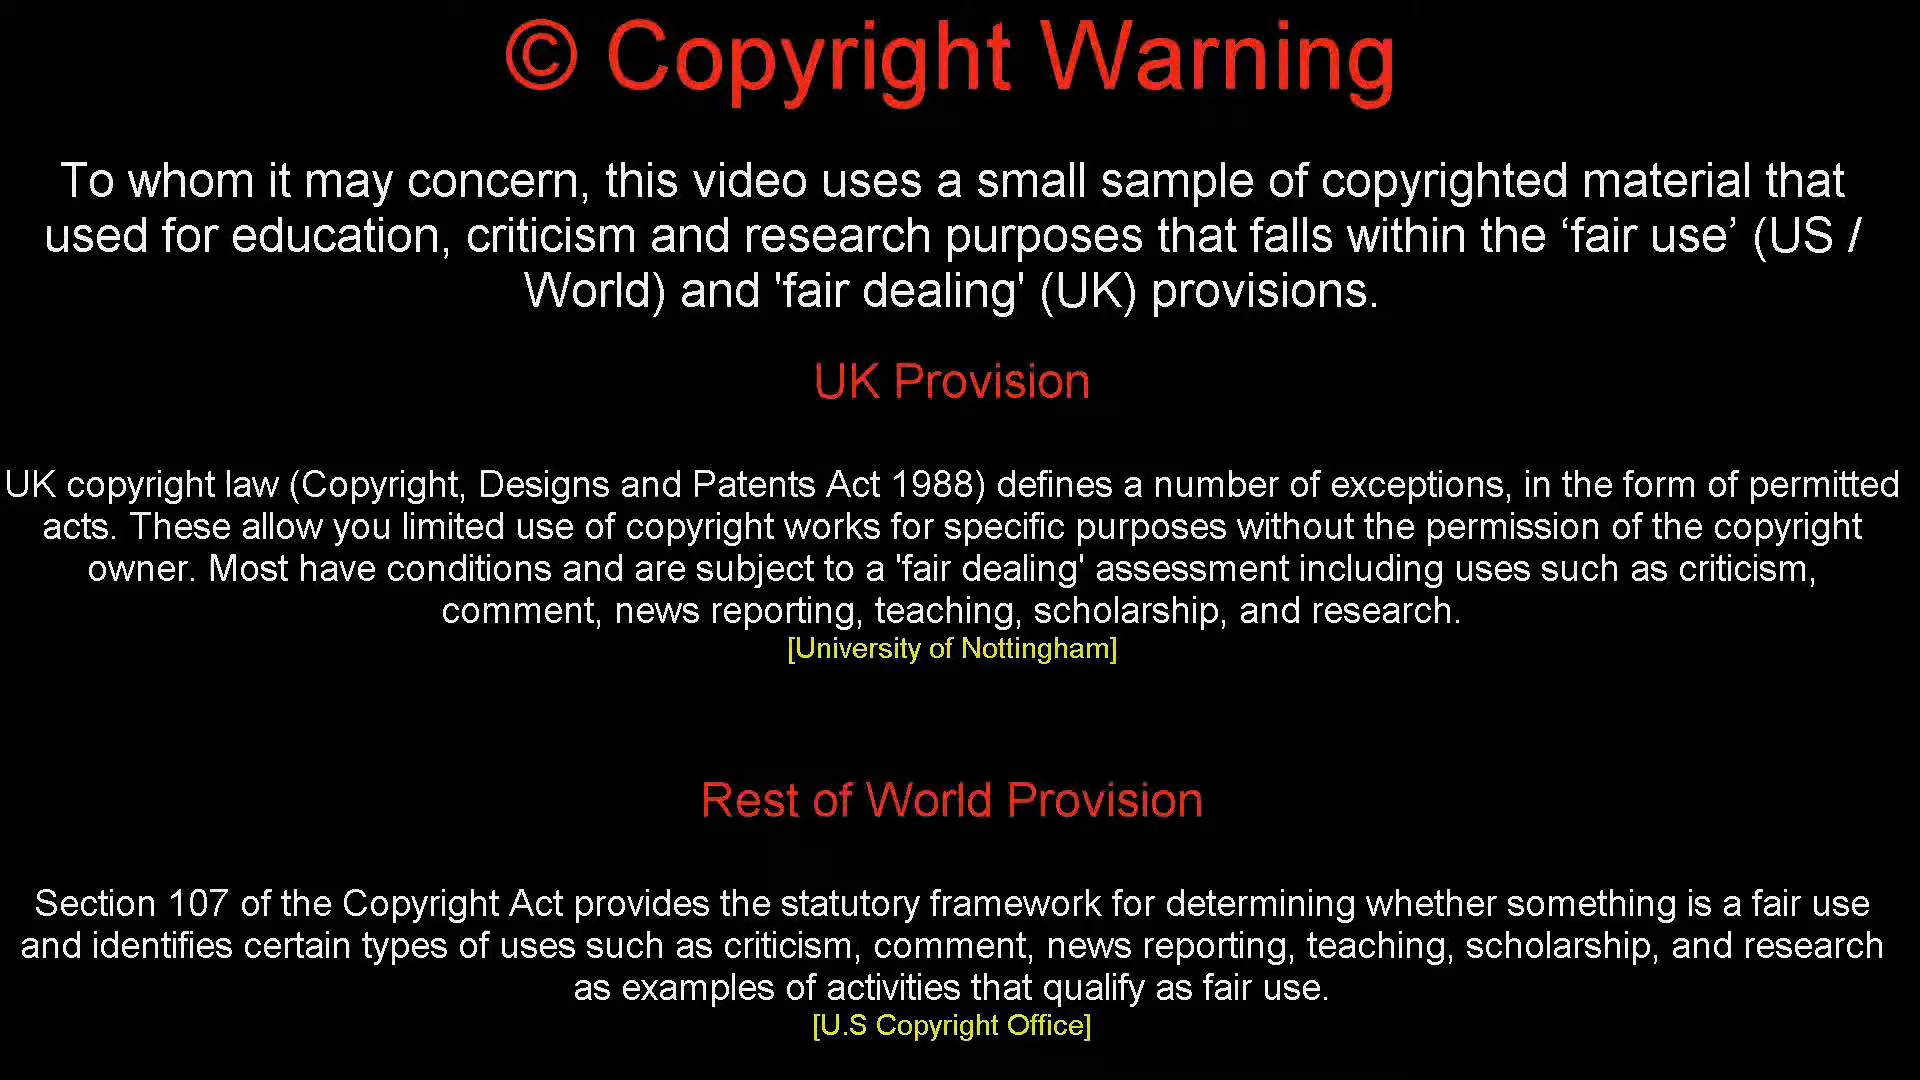 © Copyright Warning
To whom it may concern, this video uses a small sample of copyrighted material that
used for education, criticism and research purposes that falls within the ‘fair use’ (US /
World) and 'fair dealing' (UK) provisions.
UK Provision
UK copyright law (Copyright, Designs and Patents Act 1988) defines a number of exceptions, in the form of permitted
acts. These allow you limited use of copyright works for specific purposes without the permission of the copyright
owner. Most have conditions and are subject to a 'fair dealing' assessment including uses such as criticism,
comment, news reporting, teaching, scholarship, and research.
[University of Nottingham]
Rest of World Provision
Section 107 of the Copyright Act provides the statutory framework for determining whether something is a fair use
and identifies certain types of uses such as criticism, comment, news reporting, teaching, scholarship, and research
as examples of activities that qualify as fair use.
[U.S Copyright Office]